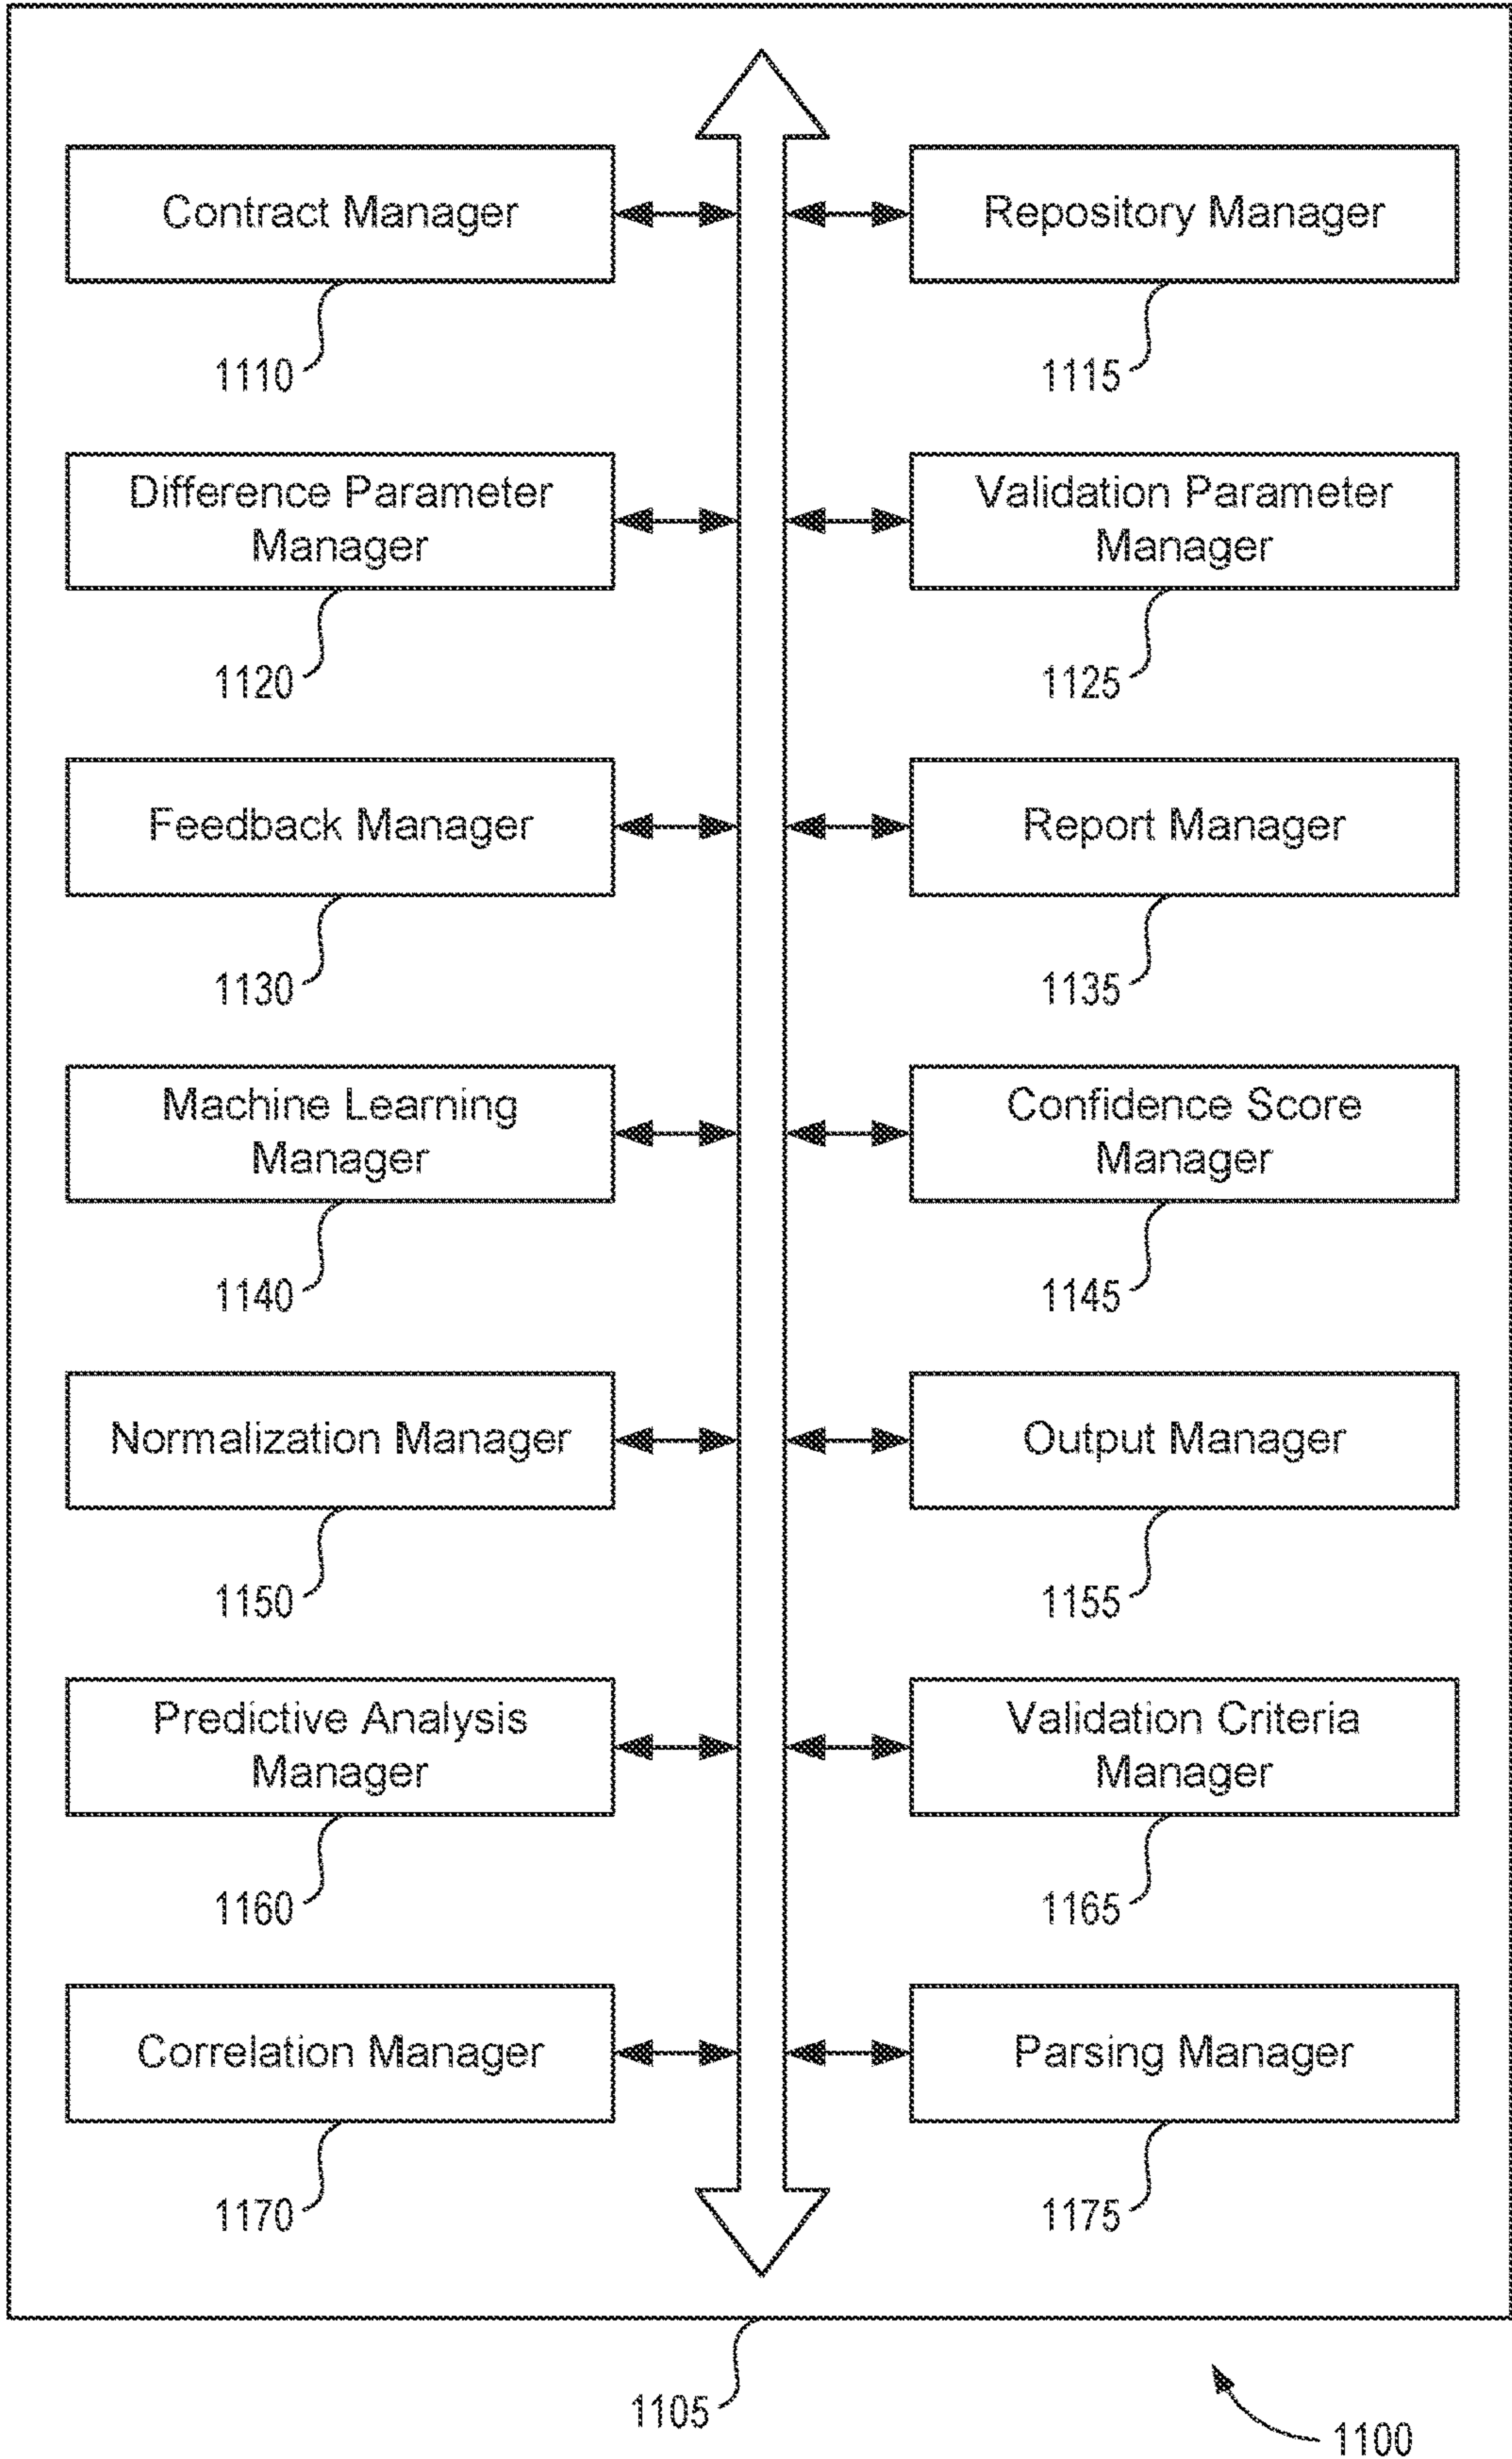 Contract Manager
Repository Manager
1110
1115
Difference Parameter
Manager
Validation Parameter
Manager
1120
1125
Feedback Manager
Report Manager
1130
1135
Machine Learning
Manager
Confidence Score
Manager
1140
1145
Normalization Manager
Output Manager
1150
1155
Predictive Analysis
Manager
Validation Criteria
Manager
1160
1165
Correlation Manager
Parsing Manager
1170
1175
1105
1100